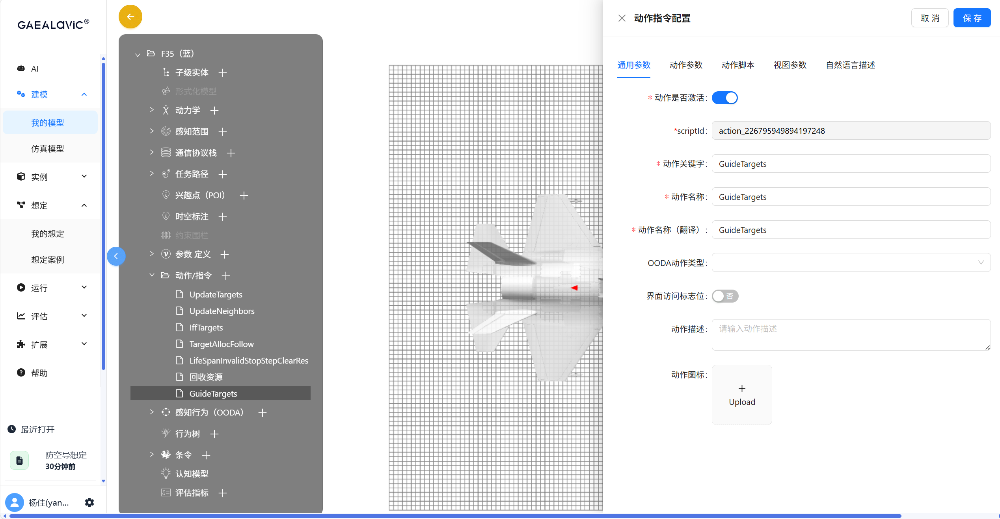 GAEALaViC®
AI
建模
我的模型
仿真模型
实例
想定
我的想定
想定案例
运行
评估
扩展
帮助
最近打开
防空导想定
30分钟前
杨佳(yan...
F35（蓝）
子级实体
形式化模型
动力学
感知范围
通信协议栈
任务路径
兴趣点（POI）
时空标注
约束围栏
参数 定义
动作/指令
UpdateTargets
UpdateNeighbors
IffTargets
TargetAllocFollow
LifeSpanInvalidStopStepClearRes
回收资源
GuideTargets
感知行为（OODA）
行为树
条令
认知模型
评估指标
动作指令配置
取 消
保 存
通用参数 动作参数 动作脚本 视图参数 自然语言描述
* 动作是否激活:
*scriptId: action_226795949894197248
* 动作关键字: GuideTargets
* 动作名称: GuideTargets
* 动作名称（翻译）: GuideTargets
OODA动作类型:
界面访问标志位: 否
动作描述: 请输入动作描述
动作图标:
Upload